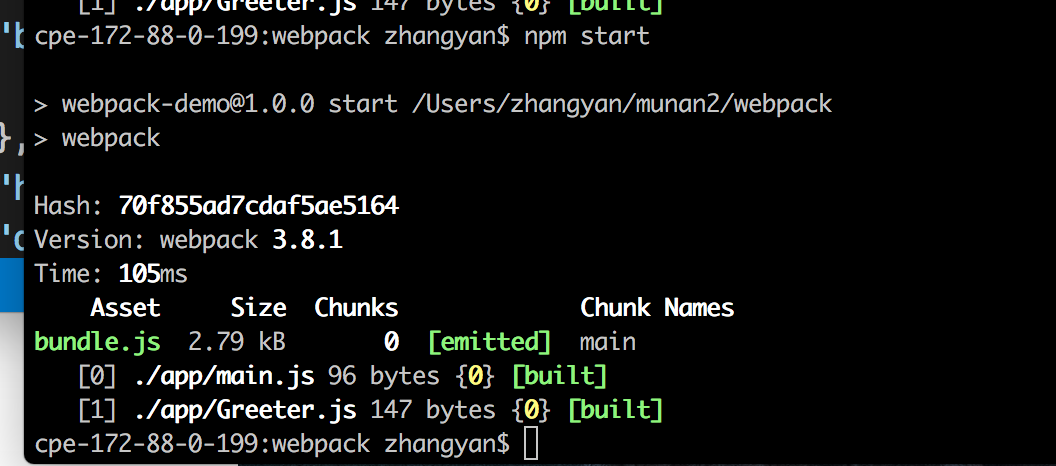 [1] ./app/Greeter.js 147 bytes {0} [built]
cpe-172-88-0-199:webpack zhangyan$ npm start
> webpack-demo@1.0.0 start /Users/zhangyan/munan2/webpack
},
> webpack
Hash: 70f855ad7cdaf5ae5164
Version: webpack 3.8.1
Time: 105ms
Asset Size Chunks Chunk Names
bundle.js 2.79 kB 0 [emitted] main
[0] ./app/main.js 96 bytes {0} [built]
[1] ./app/Greeter.js 147 bytes {0} [built]
cpe-172-88-0-199:webpack zhangyan$